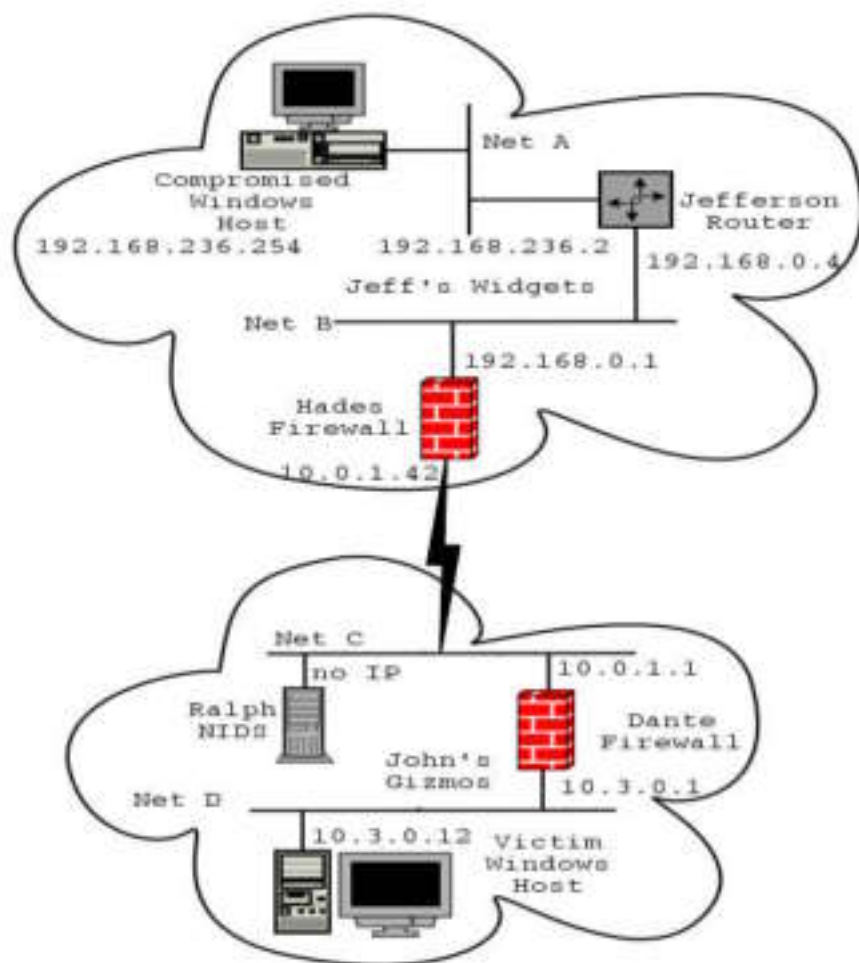 Net A
Compromised
Windows
Host
192.168.236.254
192.168.236.2
Jefferson
Router
192.168.0.4
Jeff's Widgets
Net B
192.168.0.1
Hades
Firewall
10.0.1.42
Net C
no IP
10.0.1.1
Ralph
NIDS
Dante
Firewall
John's
Gizmos
10.3.0.1
Net D
10.3.0.12
Victim
Windows
Host